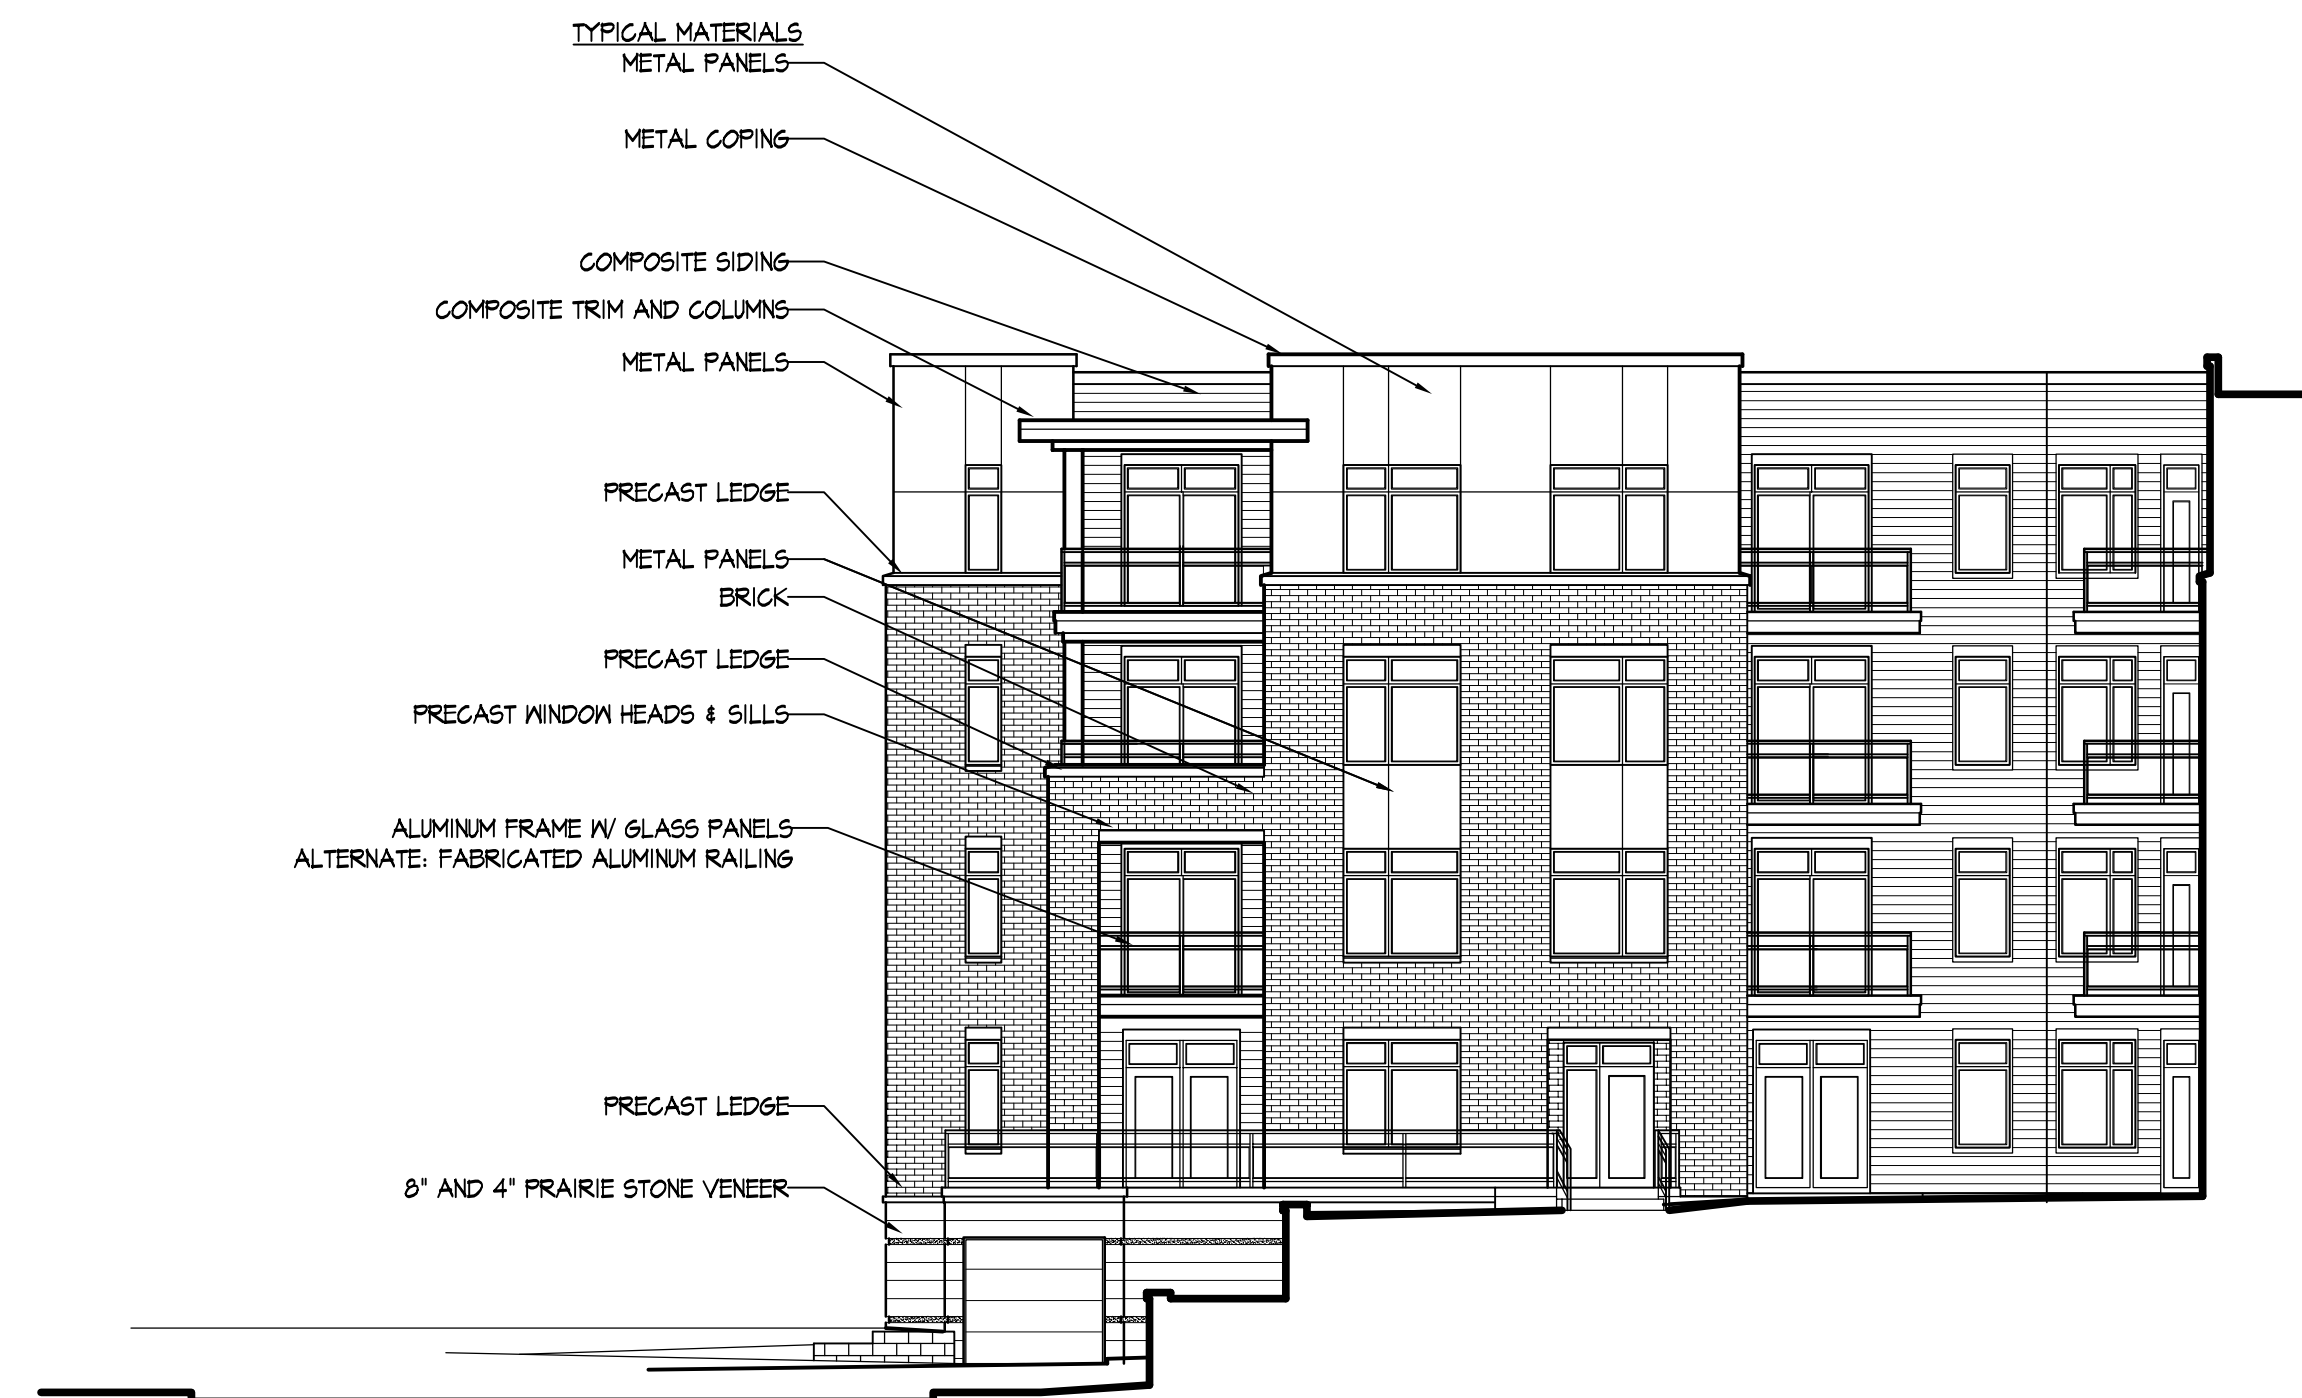 TYPICAL MATERIALS
METAL PANELS
METAL COPING
COMPOSITE SIDING
COMPOSITE TRIM AND COLUMNS
METAL PANELS
PRECAST LEDGE
METAL PANELS
BRICK
PRECAST LEDGE
PRECAST WINDOW HEADS & SILLS
ALUMINUM FRAME W/ GLASS PANELS
ALTERNATE: FABRICATED ALUMINUM RAILING
PRECAST LEDGE
8" AND 4" PRAIRIE STONE VENEER